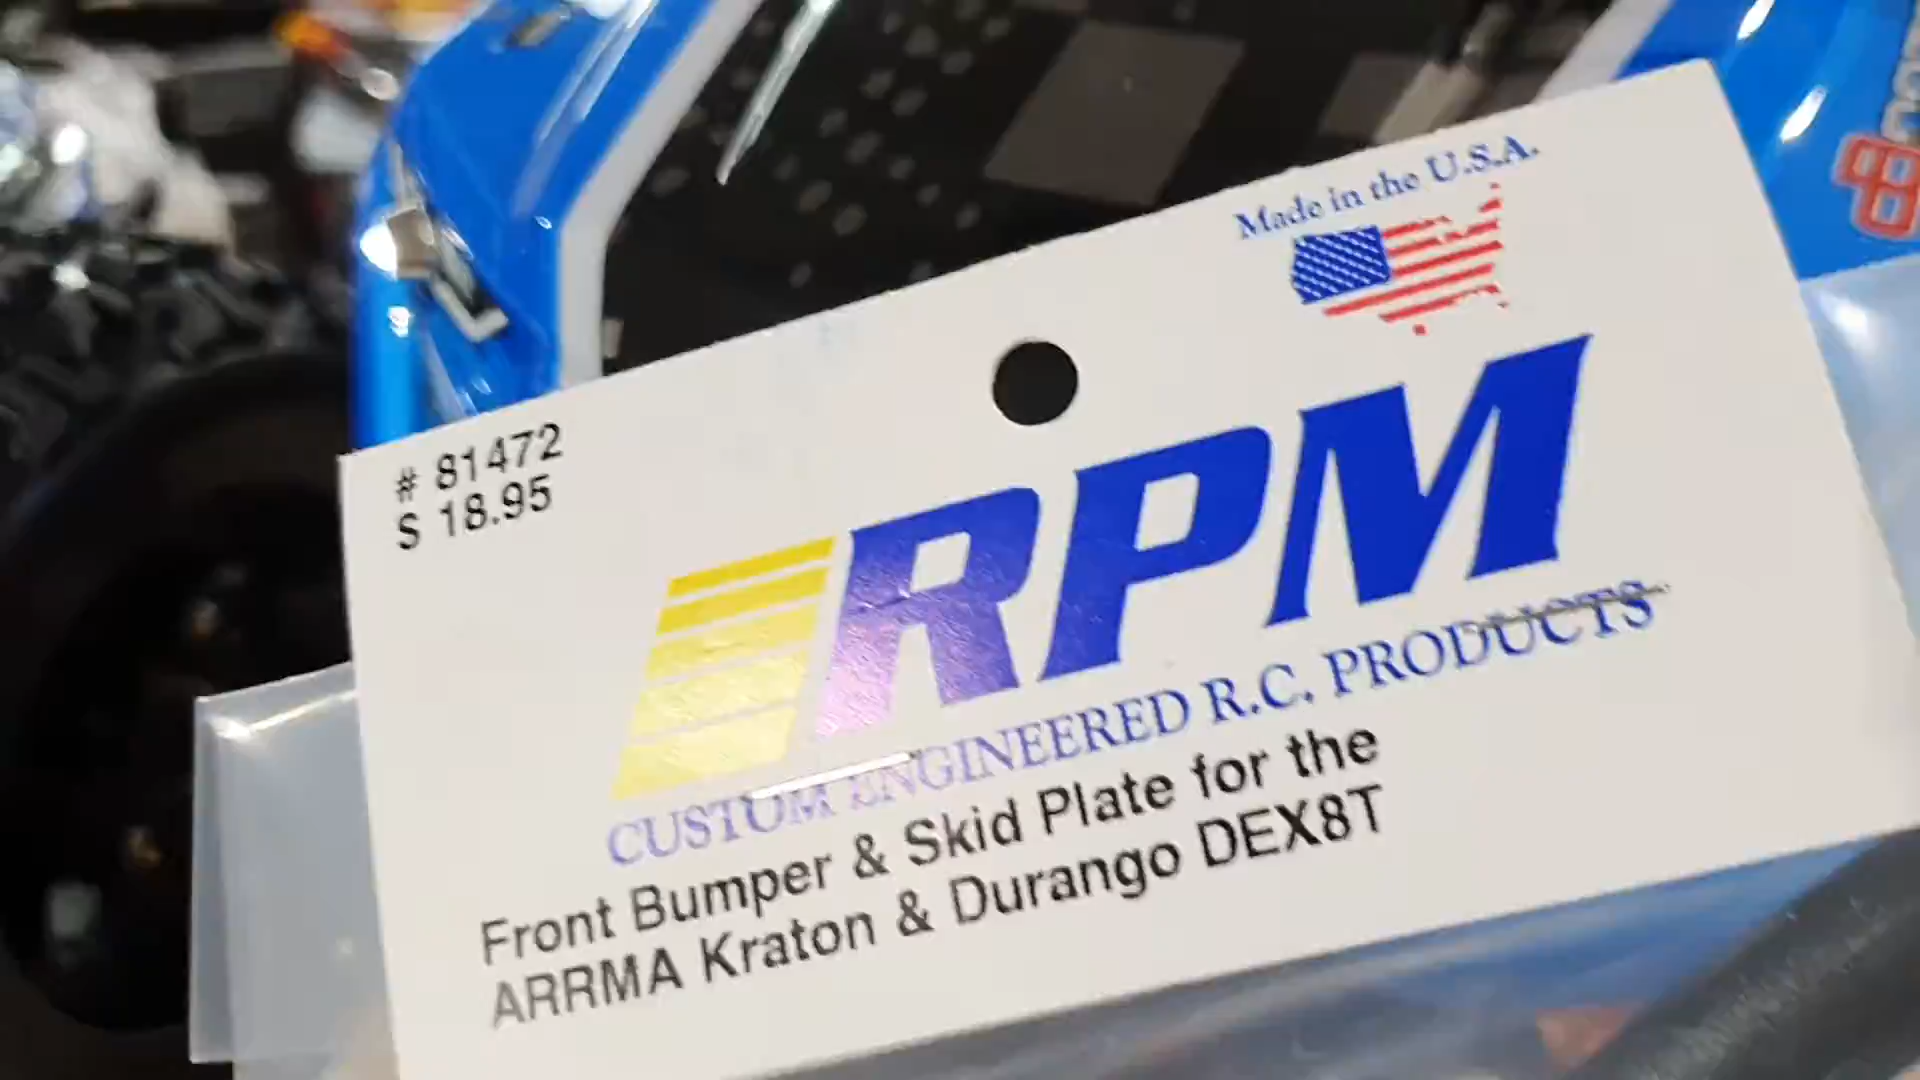 Made in the U.S.A.
# 81472
$ 18.95
RPM
CUSTOM ENGINEERED R.C. PRODUCTS
Front Bumper & Skid Plate for the
ARRMA Kraton & Durango DEX8T